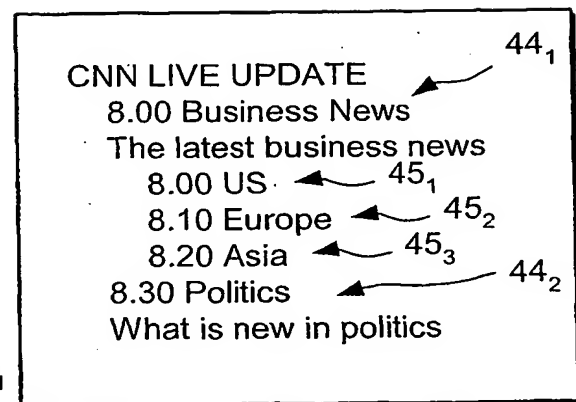 CNN LIVE UPDATE 44₁
8.00 Business News
The latest business news
8.00 US 45₁
8.10 Europe 45₂
8.20 Asia 45₃
8.30 Politics 44₂
What is new in politics